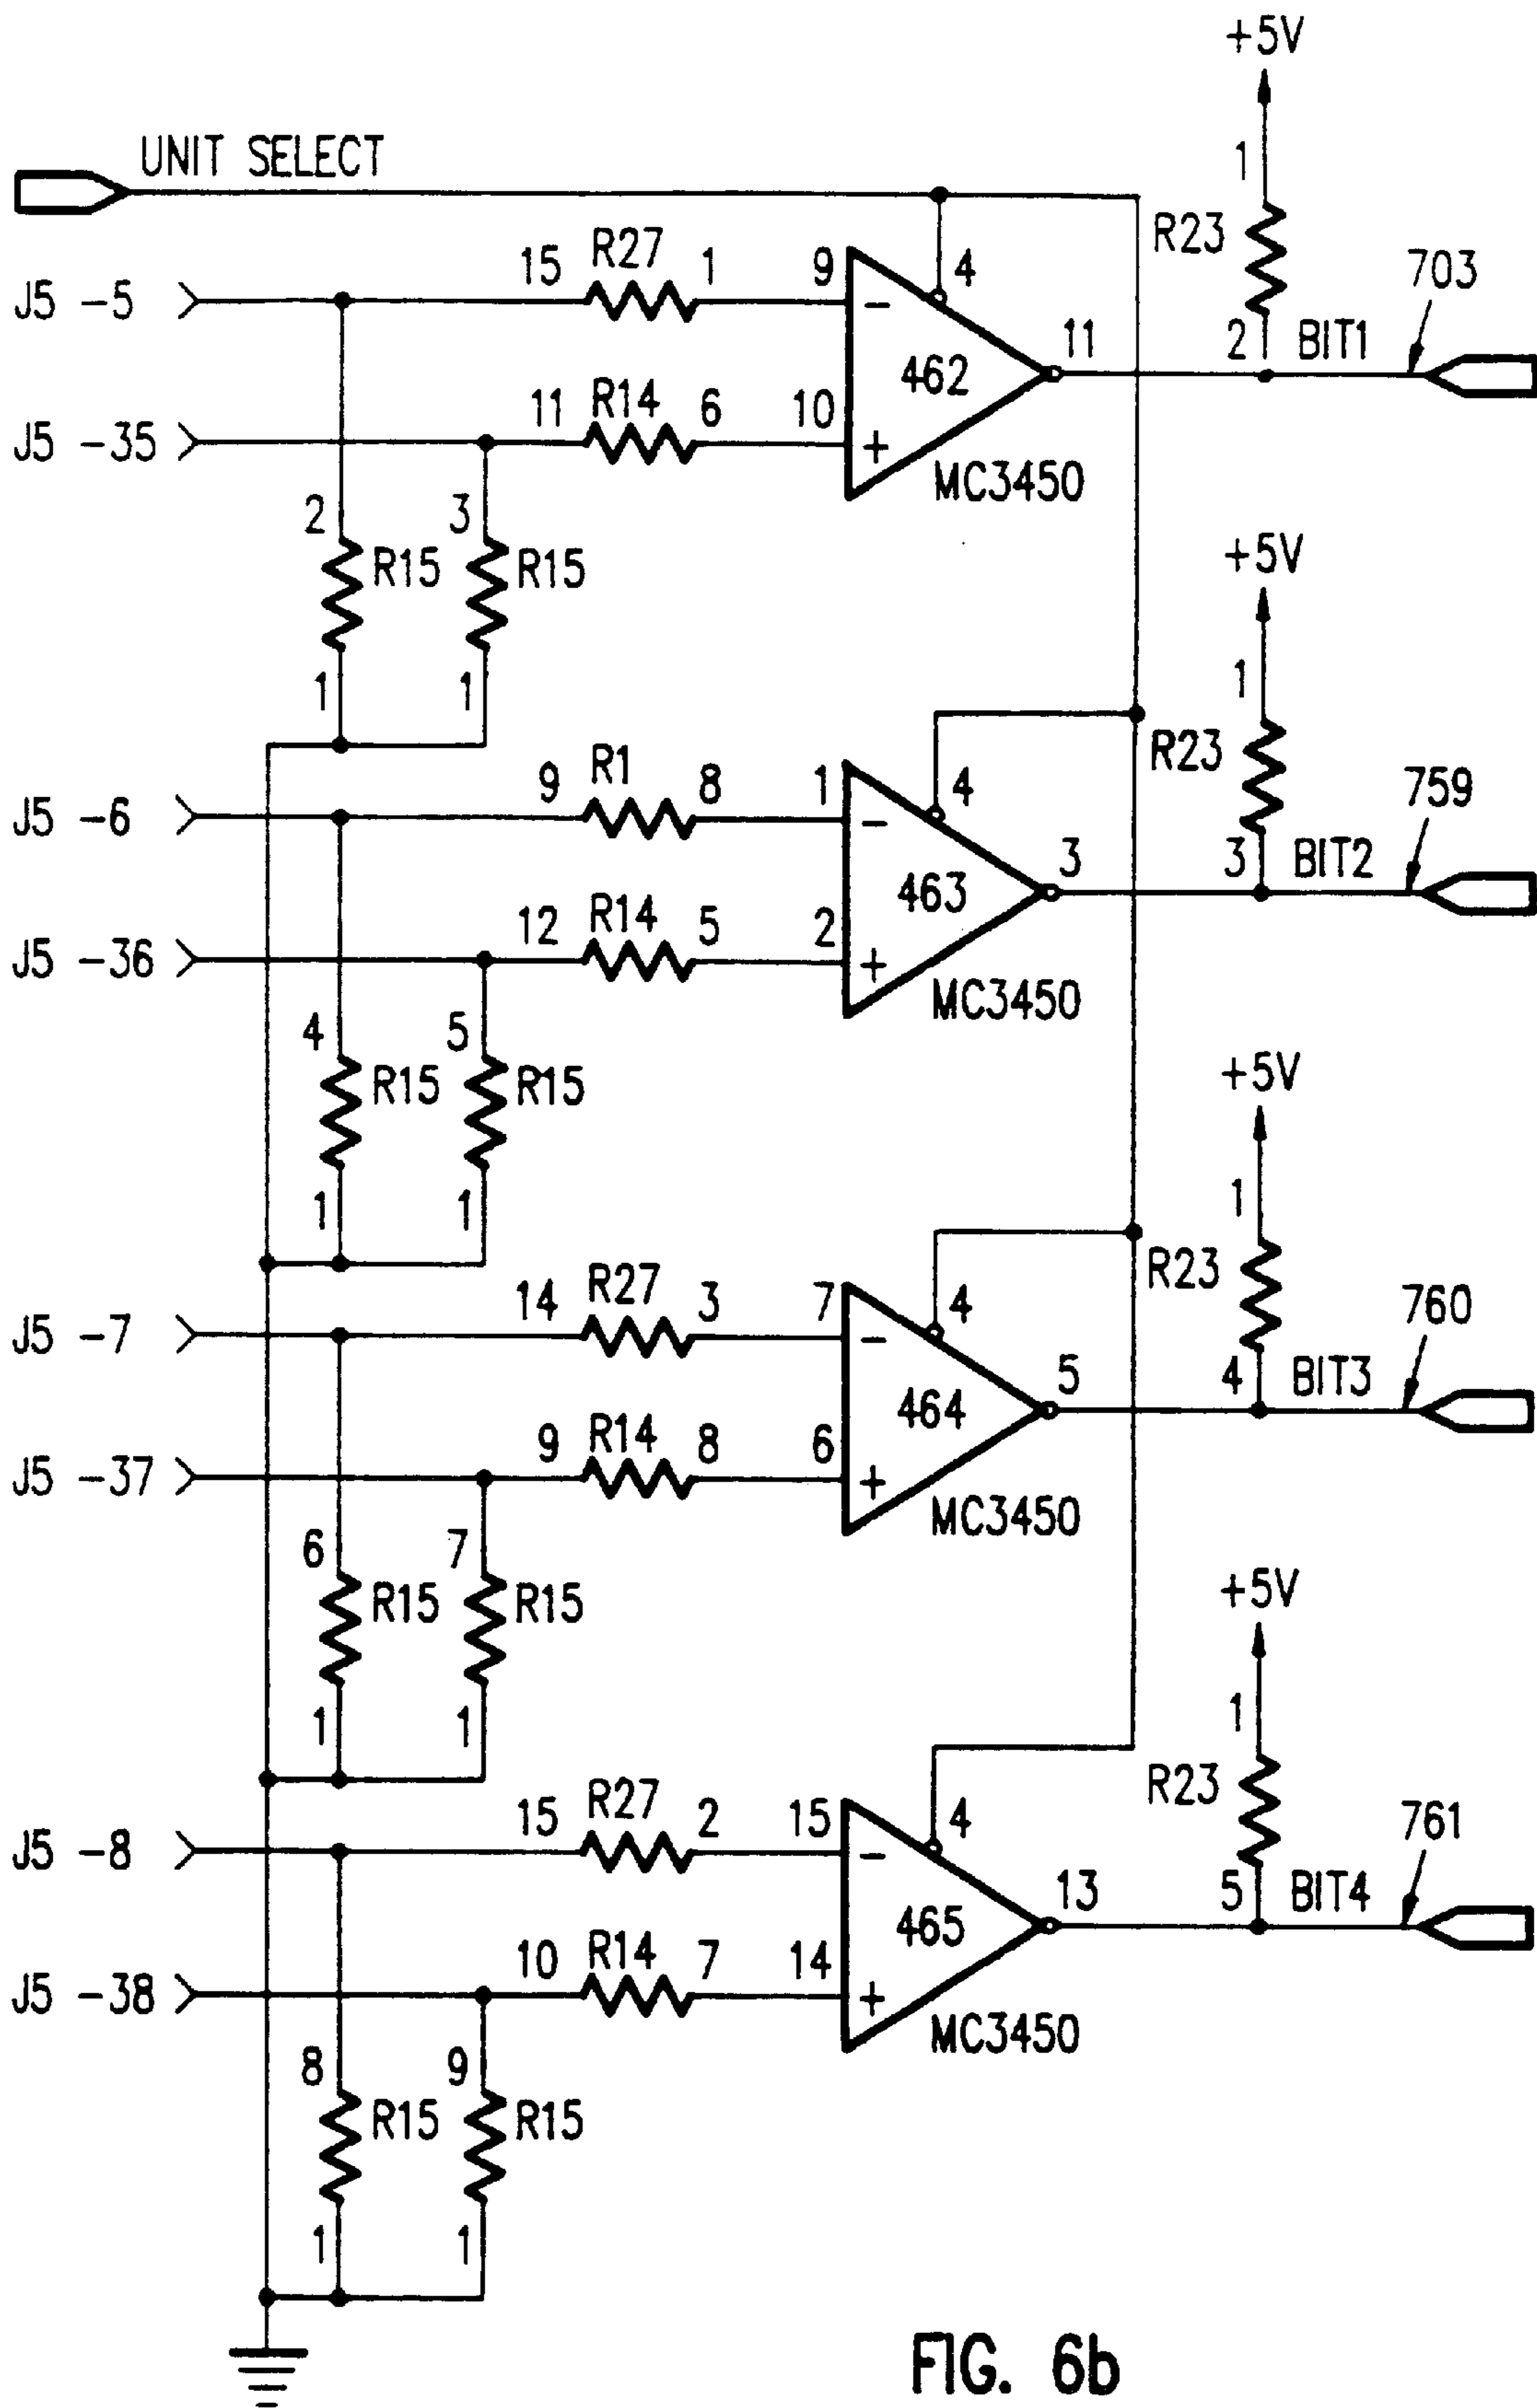 +5V
UNIT SELECT
1
R23
703
J5 -5
15 R27 1
9
-
4
462
11
2 BIT1
J5 -35
11 R14 6
10
+
MC3450
2
R15
3
R15
1
1
+5V
1
R23
759
J5 -6
9 R1 8
1
-
4
463
3
3 BIT2
J5 -36
12 R14 5
2
+
MC3450
4
R15
5
R15
1
1
+5V
1
R23
760
J5 -7
14 R27 3
7
-
4
464
5
4 BIT3
J5 -37
9 R14 8
6
+
MC3450
6
R15
7
R15
1
1
+5V
1
R23
761
J5 -8
15 R27 2
15
-
4
465
13
5 BIT4
J5 -38
10 R14 7
14
+
MC3450
8
R15
9
R15
1
1
FIG. 6b